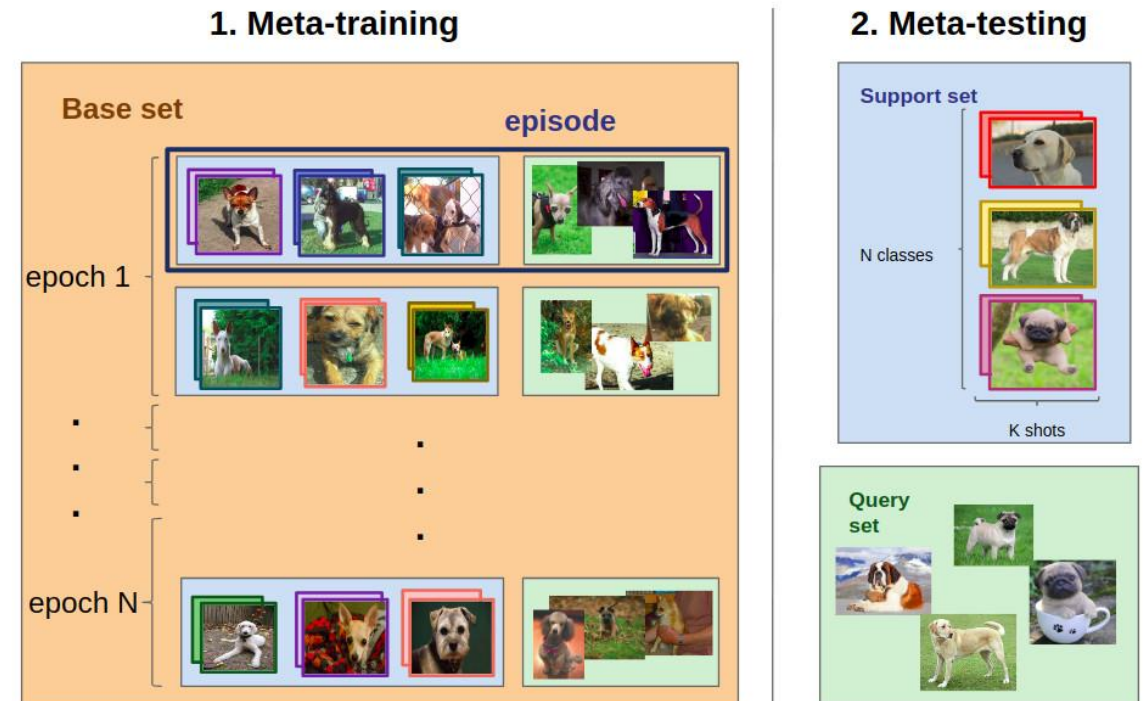 1. Meta-training
2. Meta-testing
Base set
episode
epoch 1
epoch N
Support set
N classes
K shots
Query
set